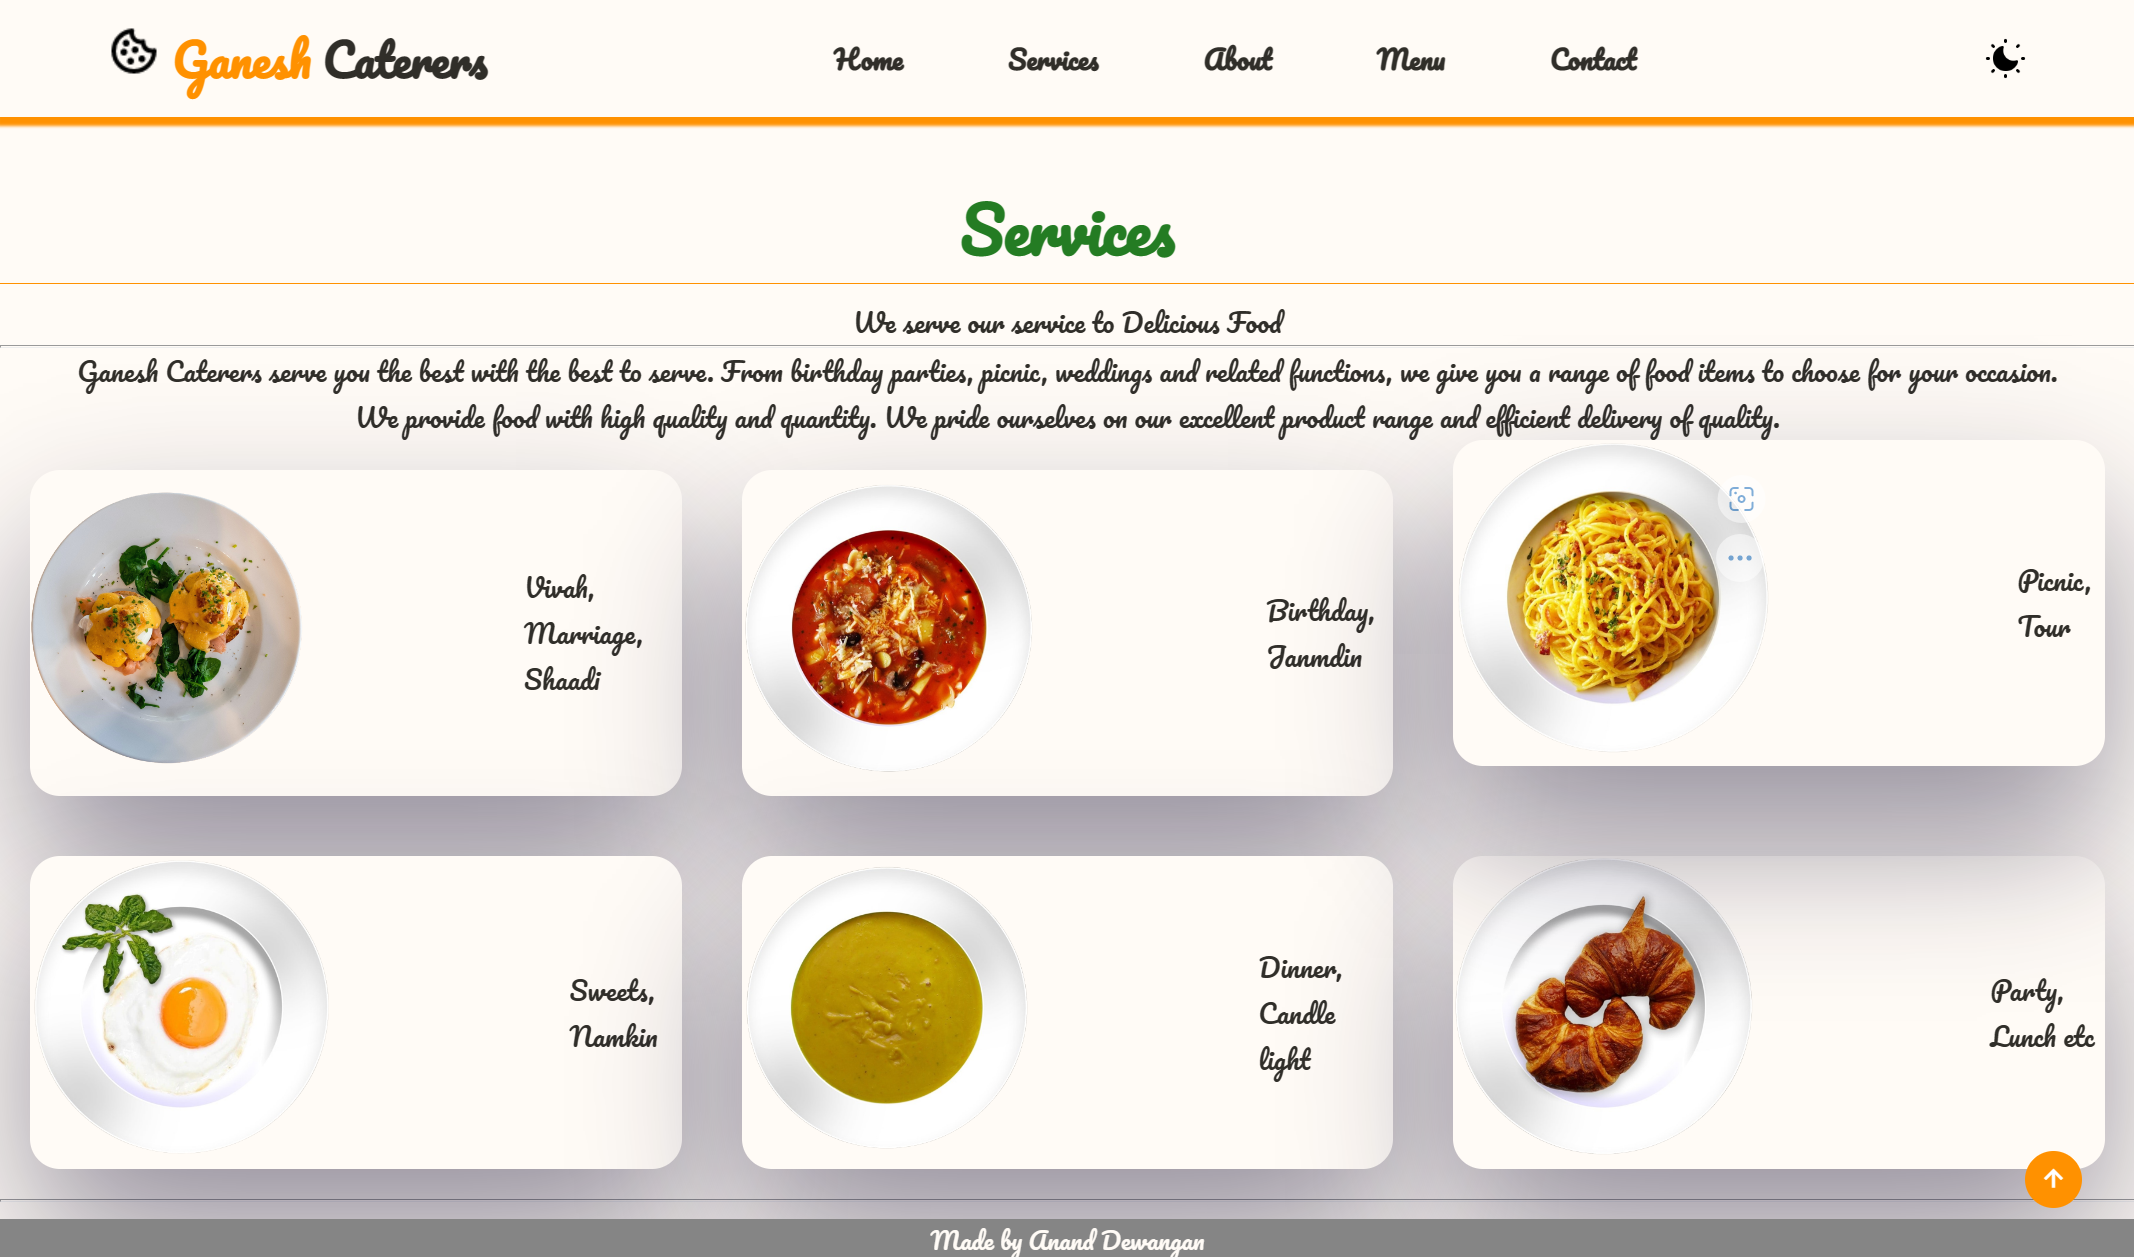 Ganesh Caterers
Home
Services
About
Menu
Contact
Services
We serve our service to Delicious Food
Ganesh Caterers serve you the best with the best to serve. From birthday parties, picnic, weddings and related functions, we give you a range of food items to choose for your occasion.
We provide food with high quality and quantity. We pride ourselves on our excellent product range and efficient delivery of quality.
Vivah,
Marriage,
Shaadi
Birthday,
Janmdin
Picnic,
Tour
Sweets,
Namkin
Dinner,
Candle
light
Party,
Lunch etc
Made by Anand Dewangan